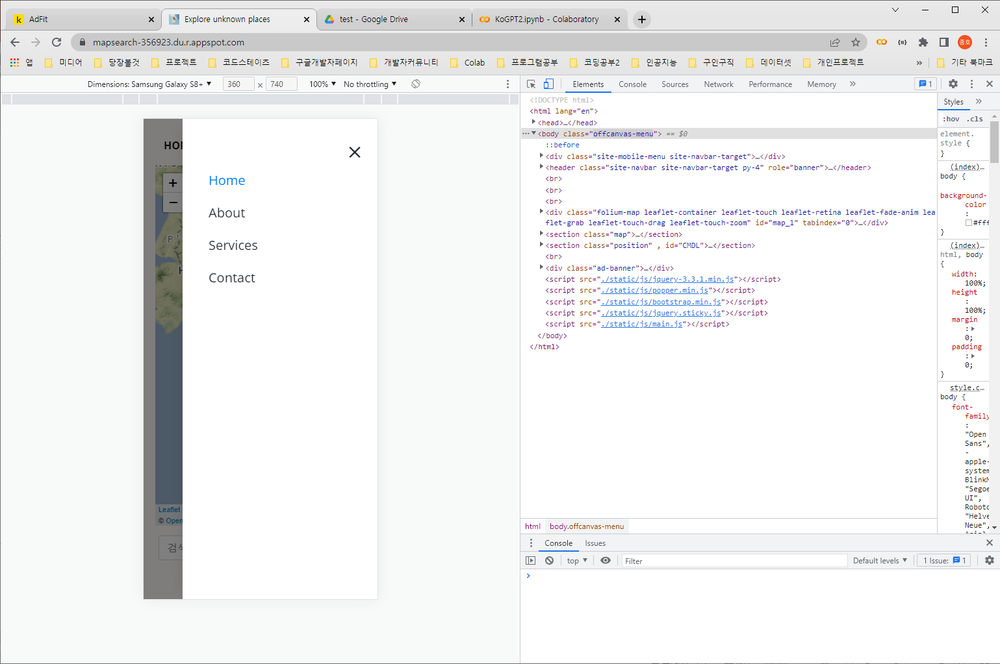 AdFit
Explore unknown places
test - Google Drive
KoGPT2.ipynb - Colaboratory
mapsearch-356923.du.r.appspot.com
종호
앱
미디어
당장볼것
프로젝트
코드스테이츠
구글개발자페이지
개발자커뮤니티
Colab
프로그램공부
코딩공부2
인공지능
구인구직
데이터셋
개인프로젝트
»
기타 북마크
Dimensions: Samsung Galaxy S8+ ▼
360 × 740
100% ▼
No throttling ▼
Elements
Console
Sources
Network
Performance
Memory
»
1
HOM
+
−
Home
About
Services
Contact
Leaflet
© Open
검색
<!DOCTYPE html>
<html lang="en">
<head>…</head>
<body class="offcanvas-menu"> == $0
::before
<div class="site-mobile-menu site-navbar-target">…</div>
<header class="site-navbar site-navbar-target py-4" role="banner">…</header>
<br>
<br>
<br>
<div class="folium-map leaflet-container leaflet-touch leaflet-retina leaflet-fade-anim lea
flet-grab leaflet-touch-drag leaflet-touch-zoom" id="map_1" tabindex="0">…</div>
<section class="map">…</section>
<section class="position" , id="CMDL">…</section>
<br>
<div class="ad-banner">…</div>
<script src="./static/js/jquery-3.3.1.min.js"></script>
<script src="./static/js/popper.min.js"></script>
<script src="./static/js/bootstrap.min.js"></script>
<script src="./static/js/jquery.sticky.js"></script>
<script src="./static/js/main.js"></script>
</body>
</html>
html
body.offcanvas-menu
Styles
»
:hov .cls
element.
style {
}
(index)…
body {
background-
color
:
#fff
}
(index)…
html, body
{
width:
100%;
height
:
100%;
margin
:
0;
padding
:
0;
}
style.c…
body {
font-
family
:
"Open
Sans",
-
apple-
system
BlinkM
"Segoe
UI",
Roboto
"Helve
Neue",
Console
Issues
top ▼
Filter
Default levels ▼
1 Issue: 1